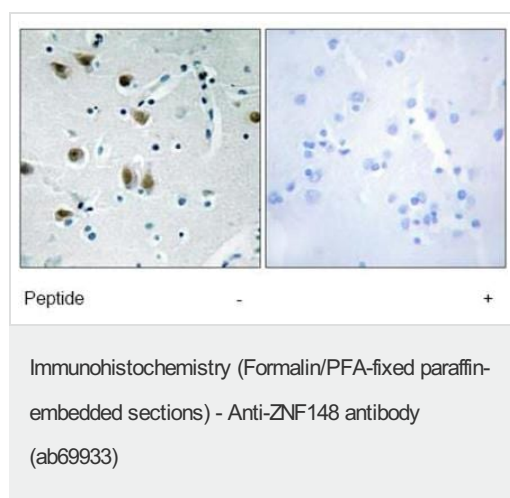 Peptide - +
Immunohistochemistry (Formalin/PFA-fixed paraffin-
embedded sections) - Anti-ZNF148 antibody
(ab69933)